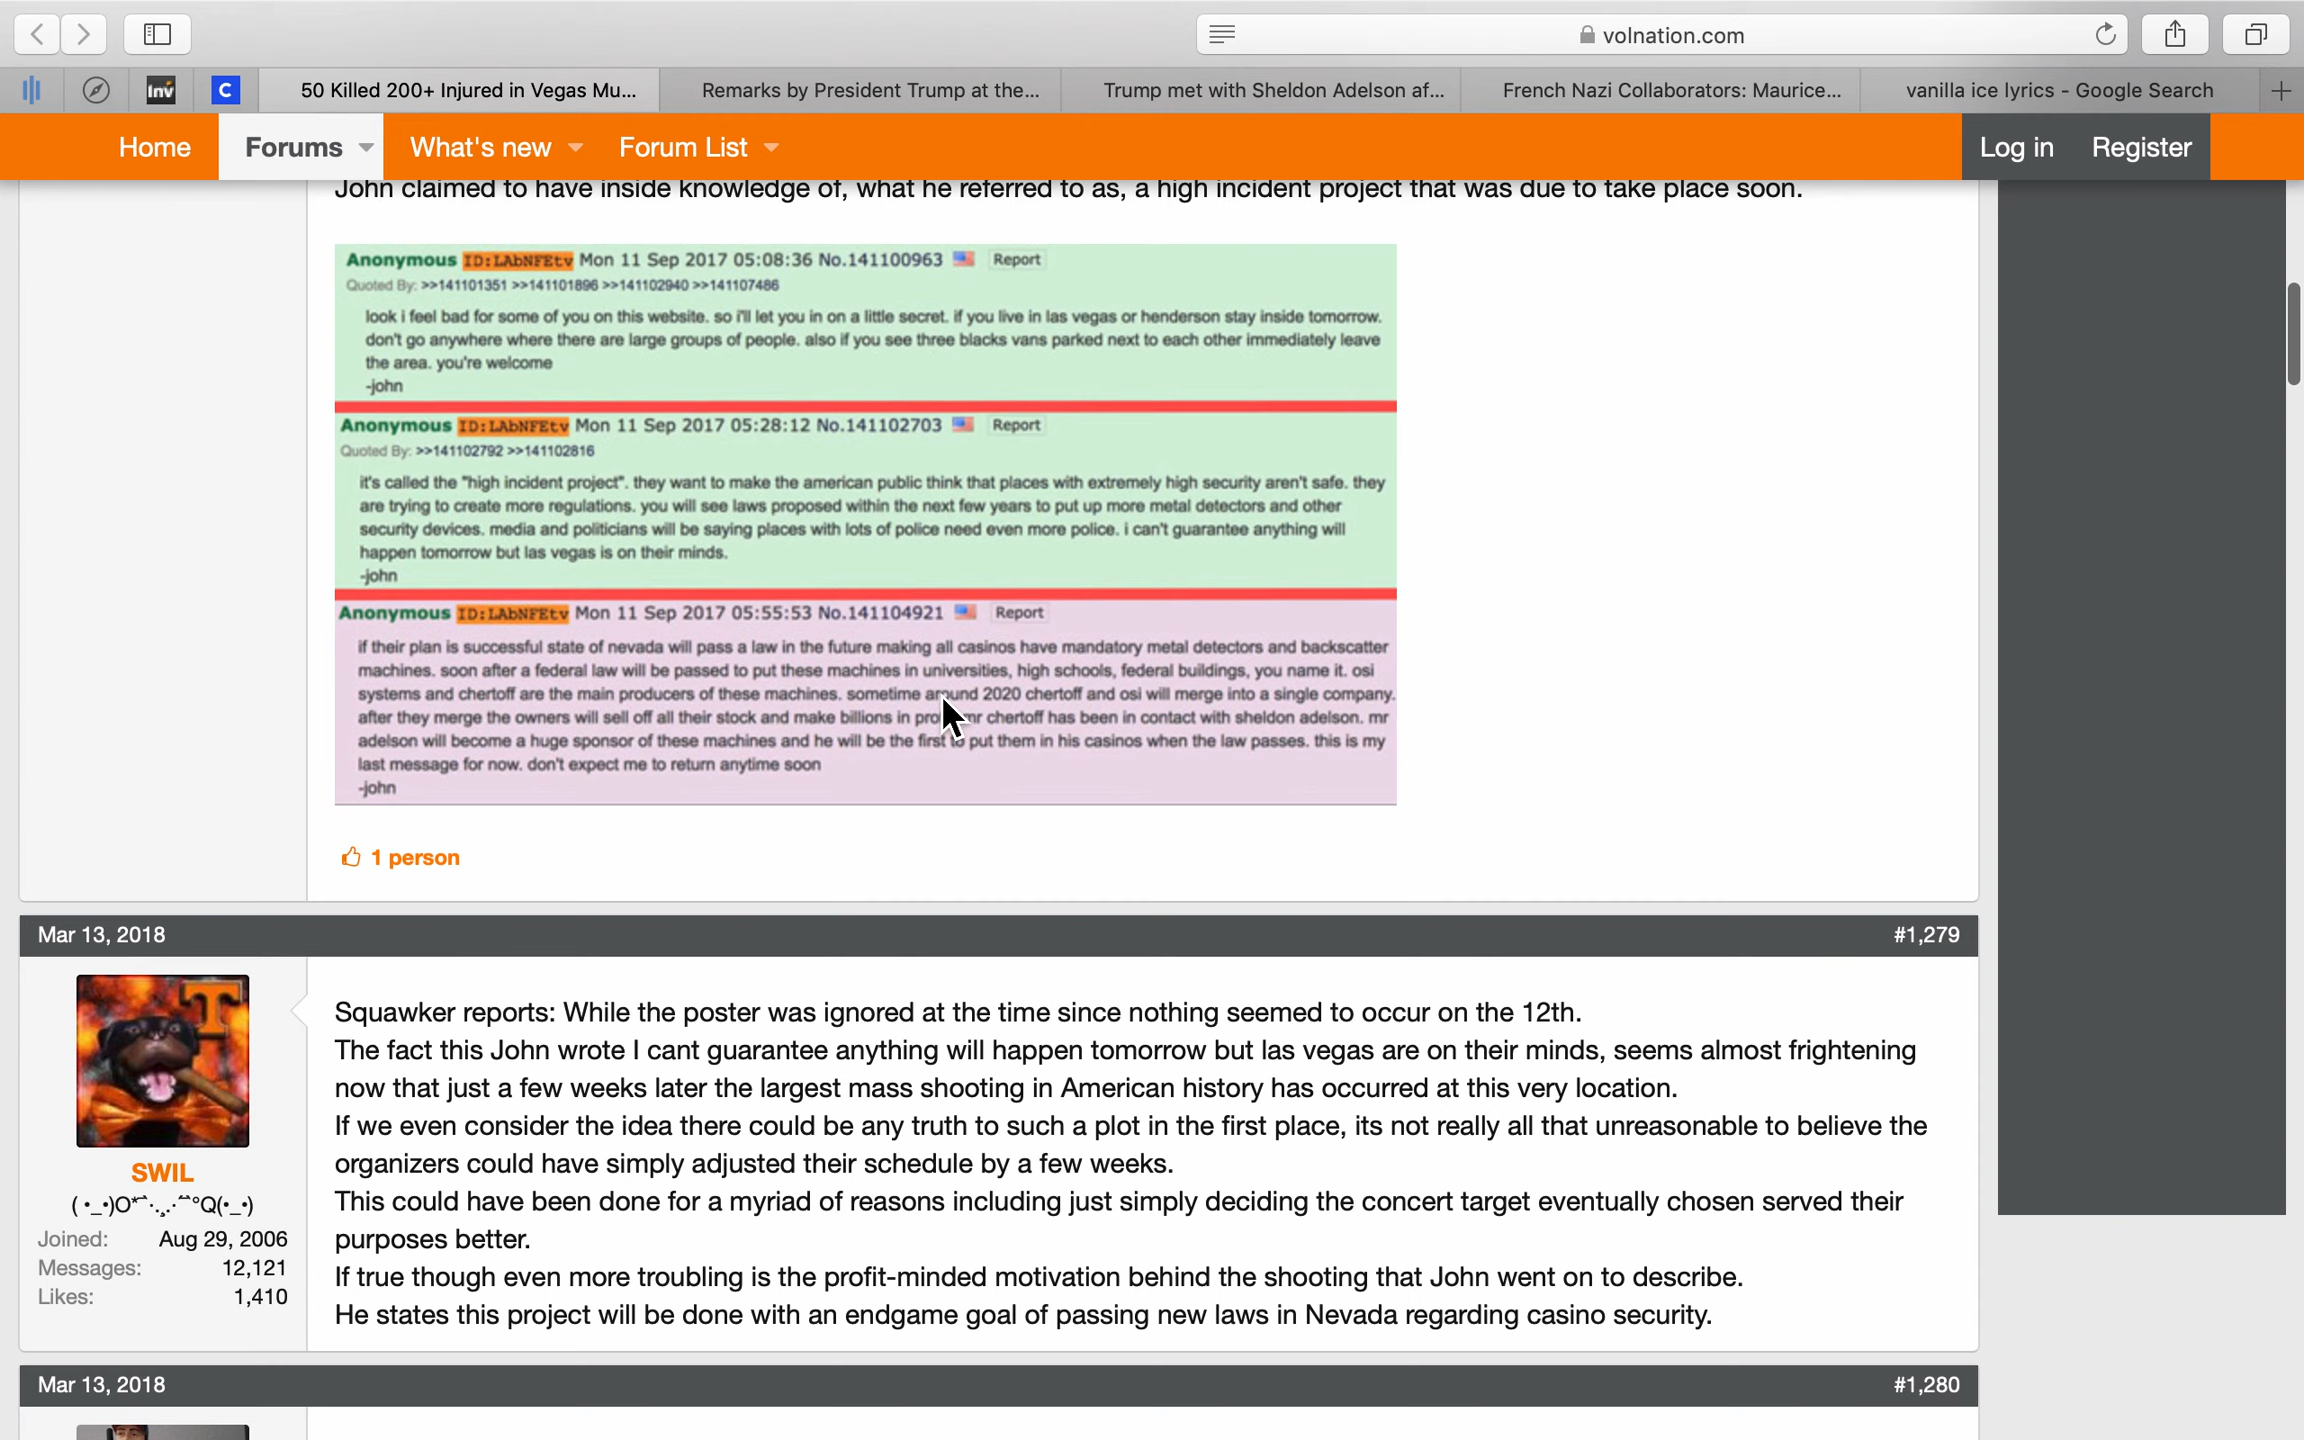 volnation.com
Inv
C
50 Killed 200+ Injured in Vegas Mu...
Remarks by President Trump at the...
Trump met with Sheldon Adelson af...
French Nazi Collaborators: Maurice...
vanilla ice lyrics - Google Search
Home
Forums
What's new
Forum List
Log in
Register
John claimed to have inside knowledge of, what he referred to as, a high incident project that was due to take place soon.
Anonymous ID:LAbNFEtv Mon 11 Sep 2017 05:08:36 No.141100963 Report
Quoted By: >>141101351 >>141101896 >>141102940 >>141107486
look i feel bad for some of you on this website. so i'll let you in on a little secret. if you live in las vegas or henderson stay inside tomorrow.
don't go anywhere where there are large groups of people. also if you see three blacks vans parked next to each other immediately leave
the area. you're welcome
-john
Anonymous ID:LAbNFEtv Mon 11 Sep 2017 05:28:12 No.141102703 Report
Quoted By: >>141102792 >>141102816
it's called the "high incident project". they want to make the american public think that places with extremely high security aren't safe. they
are trying to create more regulations. you will see laws proposed within the next few years to put up more metal detectors and other
security devices. media and politicians will be saying places with lots of police need even more police. i can't guarantee anything will
happen tomorrow but las vegas is on their minds.
-john
Anonymous ID:LAbNFEtv Mon 11 Sep 2017 05:55:53 No.141104921 Report
if their plan is successful state of nevada will pass a law in the future making all casinos have mandatory metal detectors and backscatter
machines. soon after a federal law will be passed to put these machines in universities, high schools, federal buildings, you name it. osi
systems and chertoff are the main producers of these machines. sometime around 2020 chertoff and osi will merge into a single company.
after they merge the owners will sell off all their stock and make billions in mr chertoff has been in contact with sheldon adelson. mr
adelson will become a huge sponsor of these machines and he will be the first to put them in his casinos when the law passes. this is my
last message for now. don't expect me to return anytime soon
-john
1 person
Mar 13, 2018
#1,279
T
SWIL
Joined: Aug 29, 2006
Messages: 12,121
Likes: 1,410
Squawker reports: While the poster was ignored at the time since nothing seemed to occur on the 12th.
The fact this John wrote I cant guarantee anything will happen tomorrow but las vegas are on their minds, seems almost frightening
now that just a few weeks later the largest mass shooting in American history has occurred at this very location.
If we even consider the idea there could be any truth to such a plot in the first place, its not really all that unreasonable to believe the
organizers could have simply adjusted their schedule by a few weeks.
This could have been done for a myriad of reasons including just simply deciding the concert target eventually chosen served their
purposes better.
If true though even more troubling is the profit-minded motivation behind the shooting that John went on to describe.
He states this project will be done with an endgame goal of passing new laws in Nevada regarding casino security.
Mar 13, 2018
#1,280